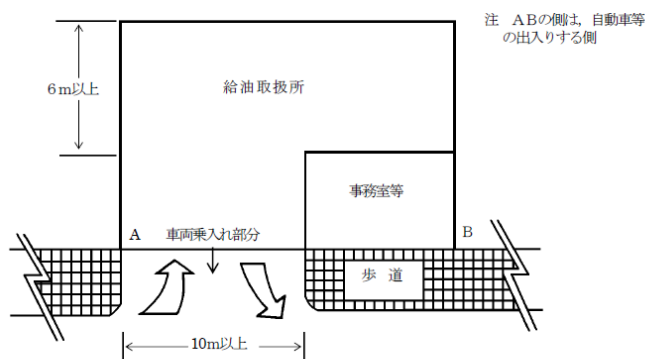 注 ABの側は,自動車等
の出入りする側
6m以上
給油取扱所
事務室等
A
車両乗入れ部分
B
歩 道
10m以上